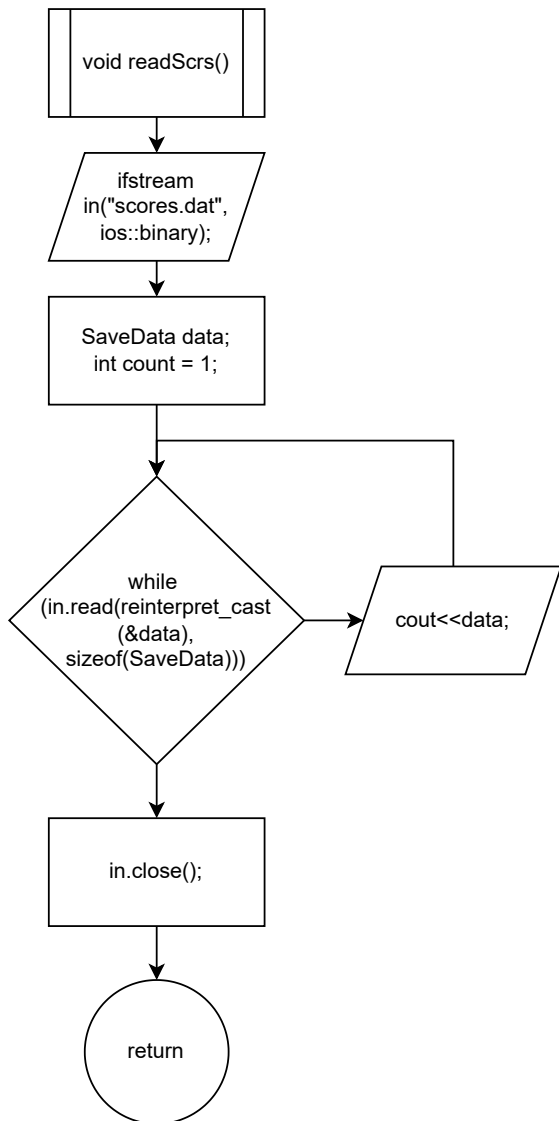 void readScrs()
ifstream
in("scores.dat",
ios::binary);
SaveData data;
int count = 1;
while
(in.read(reinterpret_cast
(&data),
sizeof(SaveData)))
cout<<data;
in.close();
return